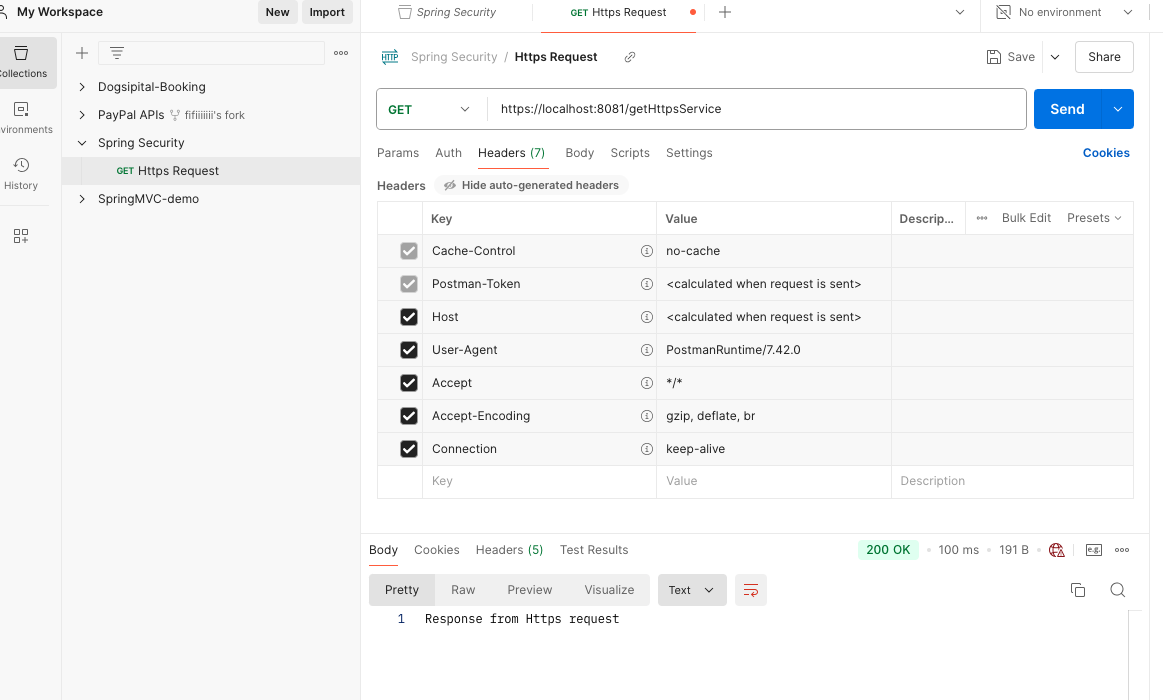 My Workspace
New
Import
Spring Security
GET Https Request
No environment
Collections
Environments
History
Dogsipital-Booking
PayPal APIs
fifiiiiiii's fork
Spring Security
GET Https Request
SpringMVC-demo
HTTP
Spring Security / Https Request
Save
Share
GET
https://localhost:8081/getHttpsService
Send
Params
Auth
Headers (7)
Body
Scripts
Settings
Cookies
Headers
Hide auto-generated headers
Key
Value
Descrip...
Bulk Edit
Presets
Cache-Control
no-cache
Postman-Token
<calculated when request is sent>
Host
<calculated when request is sent>
User-Agent
PostmanRuntime/7.42.0
Accept
*/*
Accept-Encoding
gzip, deflate, br
Connection
keep-alive
Key
Value
Description
Body
Cookies
Headers (5)
Test Results
200 OK
100 ms
191 B
e.g.
Pretty
Raw
Preview
Visualize
Text
1
Response from Https request